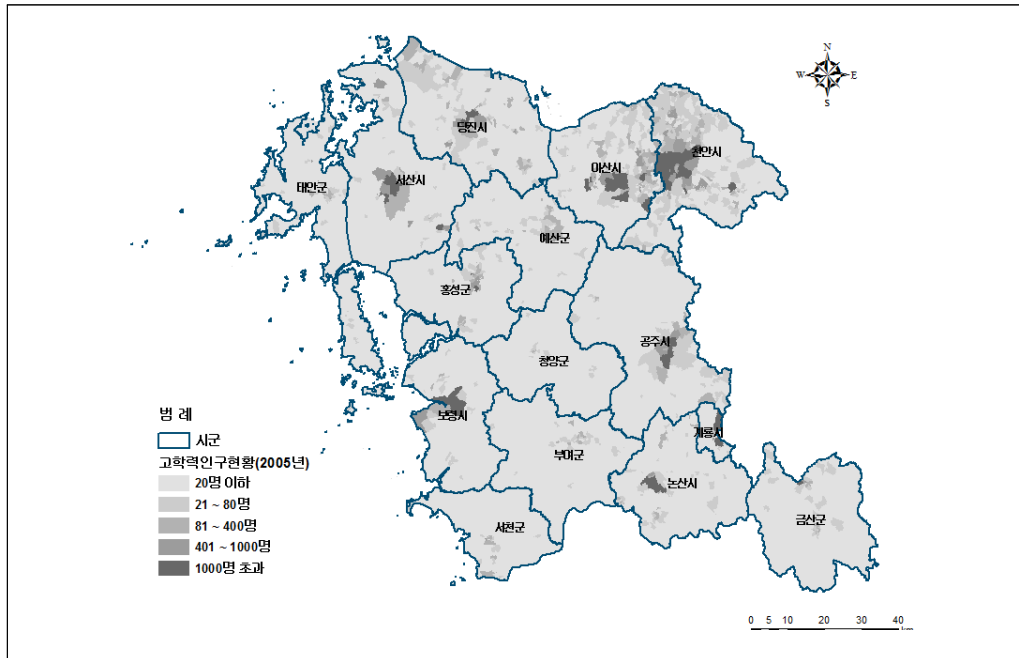 N
W E
S
당진시
아산시
천안시
서산시
태안군
예산군
홍성군
공주시
청양군
보령시
계룡시
부여군
논산시
금산군
서천군
범 례
시군
고학력인구현황(2005년)
20명 이하
21 ~ 80명
81 ~ 400명
401 ~ 1000명
1000명 초과
0 5 10 20 30 40
km